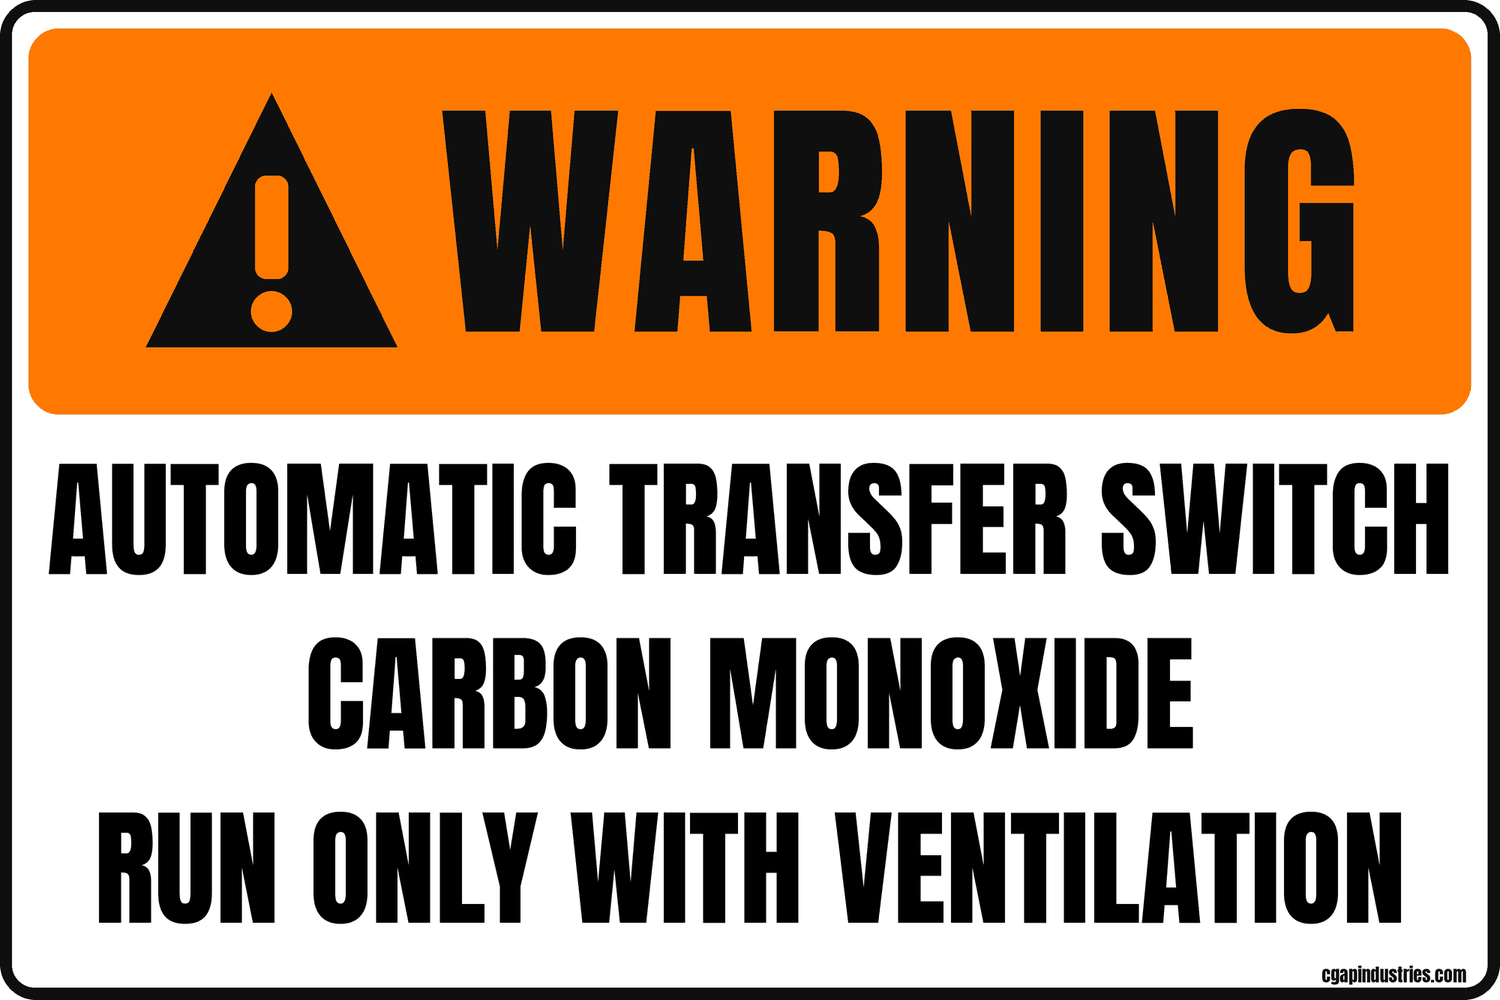 WARNING
AUTOMATIC TRANSFER SWITCH
CARBON MONOXIDE
RUN ONLY WITH VENTILATION
cgapindustries.com